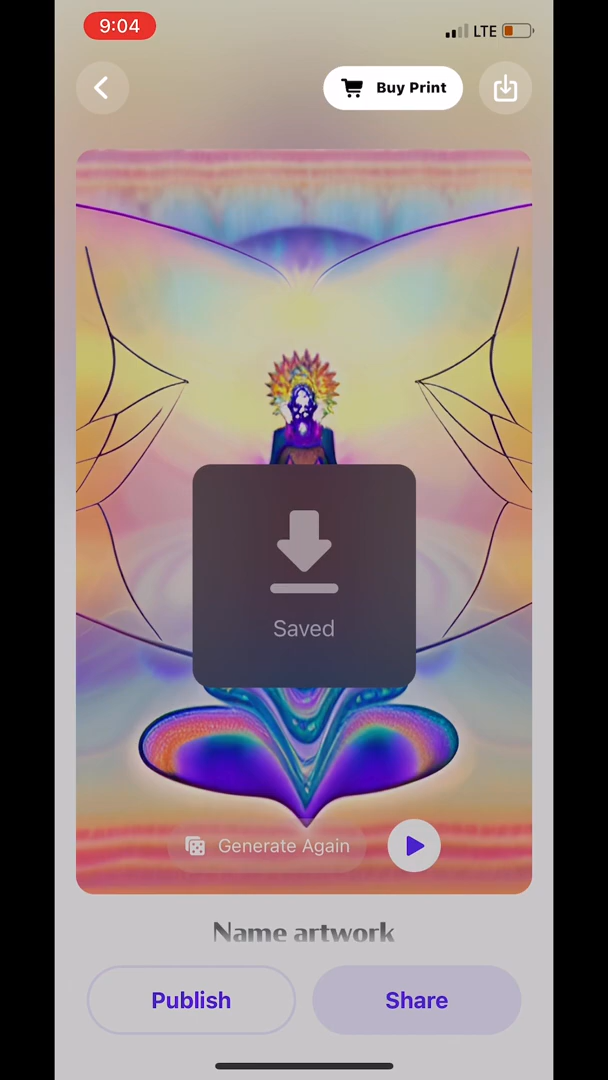 9:04
LTE
Buy Print
Saved
Generate Again
Name artwork
Publish
Share